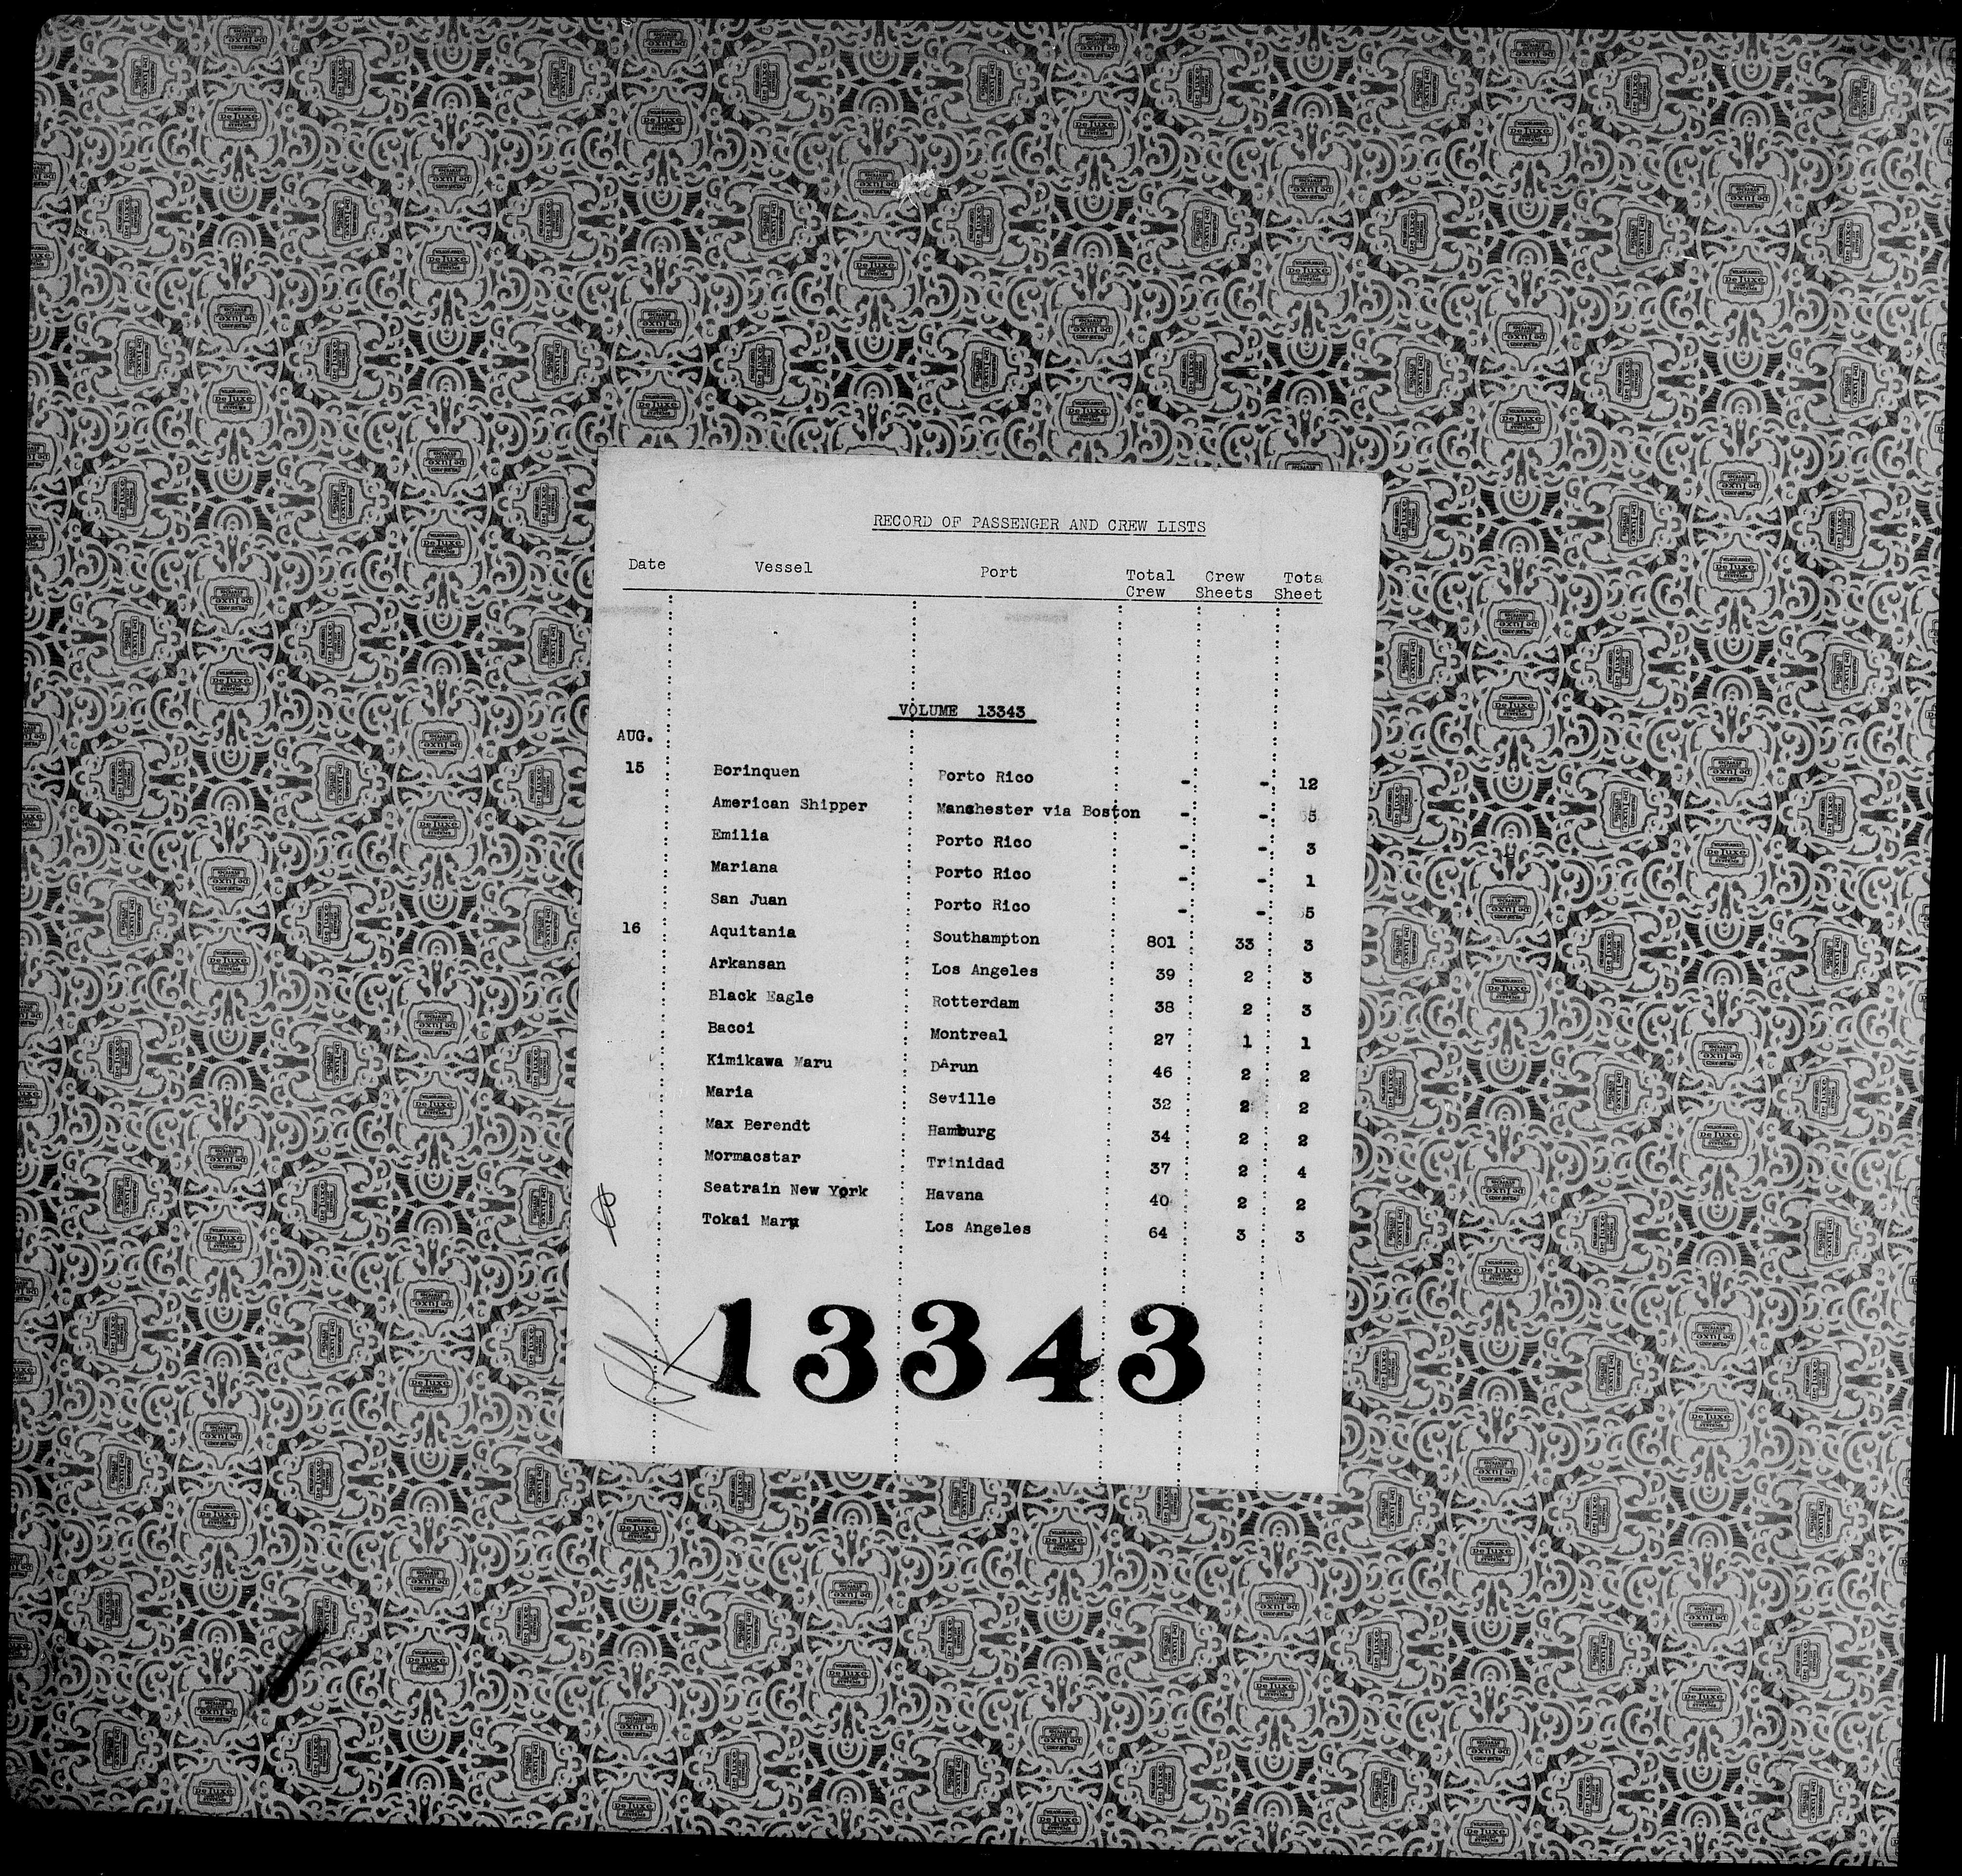 RECORD OF PASSENGER AND CREW LISTS
Date Vessel Port Total Crew Crew Sheets Tota Sheet
VOLUME 13343
AUG.
15 Borinquen Porto Rico - - 12
American Shipper Manchester via Boston - - 5
Emilia Porto Rico - - 3
Mariana Porto Rico - - 1
San Juan Porto Rico - - 5
16 Aquitania Southampton 801 33 3
Arkansan Los Angeles 39 2 3
Black Eagle Rotterdam 38 2 3
Bacoi Montreal 27 1 1
Kimikawa Maru DArun 46 2 2
Maria Seville 32 2 2
Max Berendt Hamburg 34 2 2
Mormacstar Trinidad 37 2 4
Seatrain New York Havana 40 2 2
Tokai Maru Los Angeles 64 3 3
13343